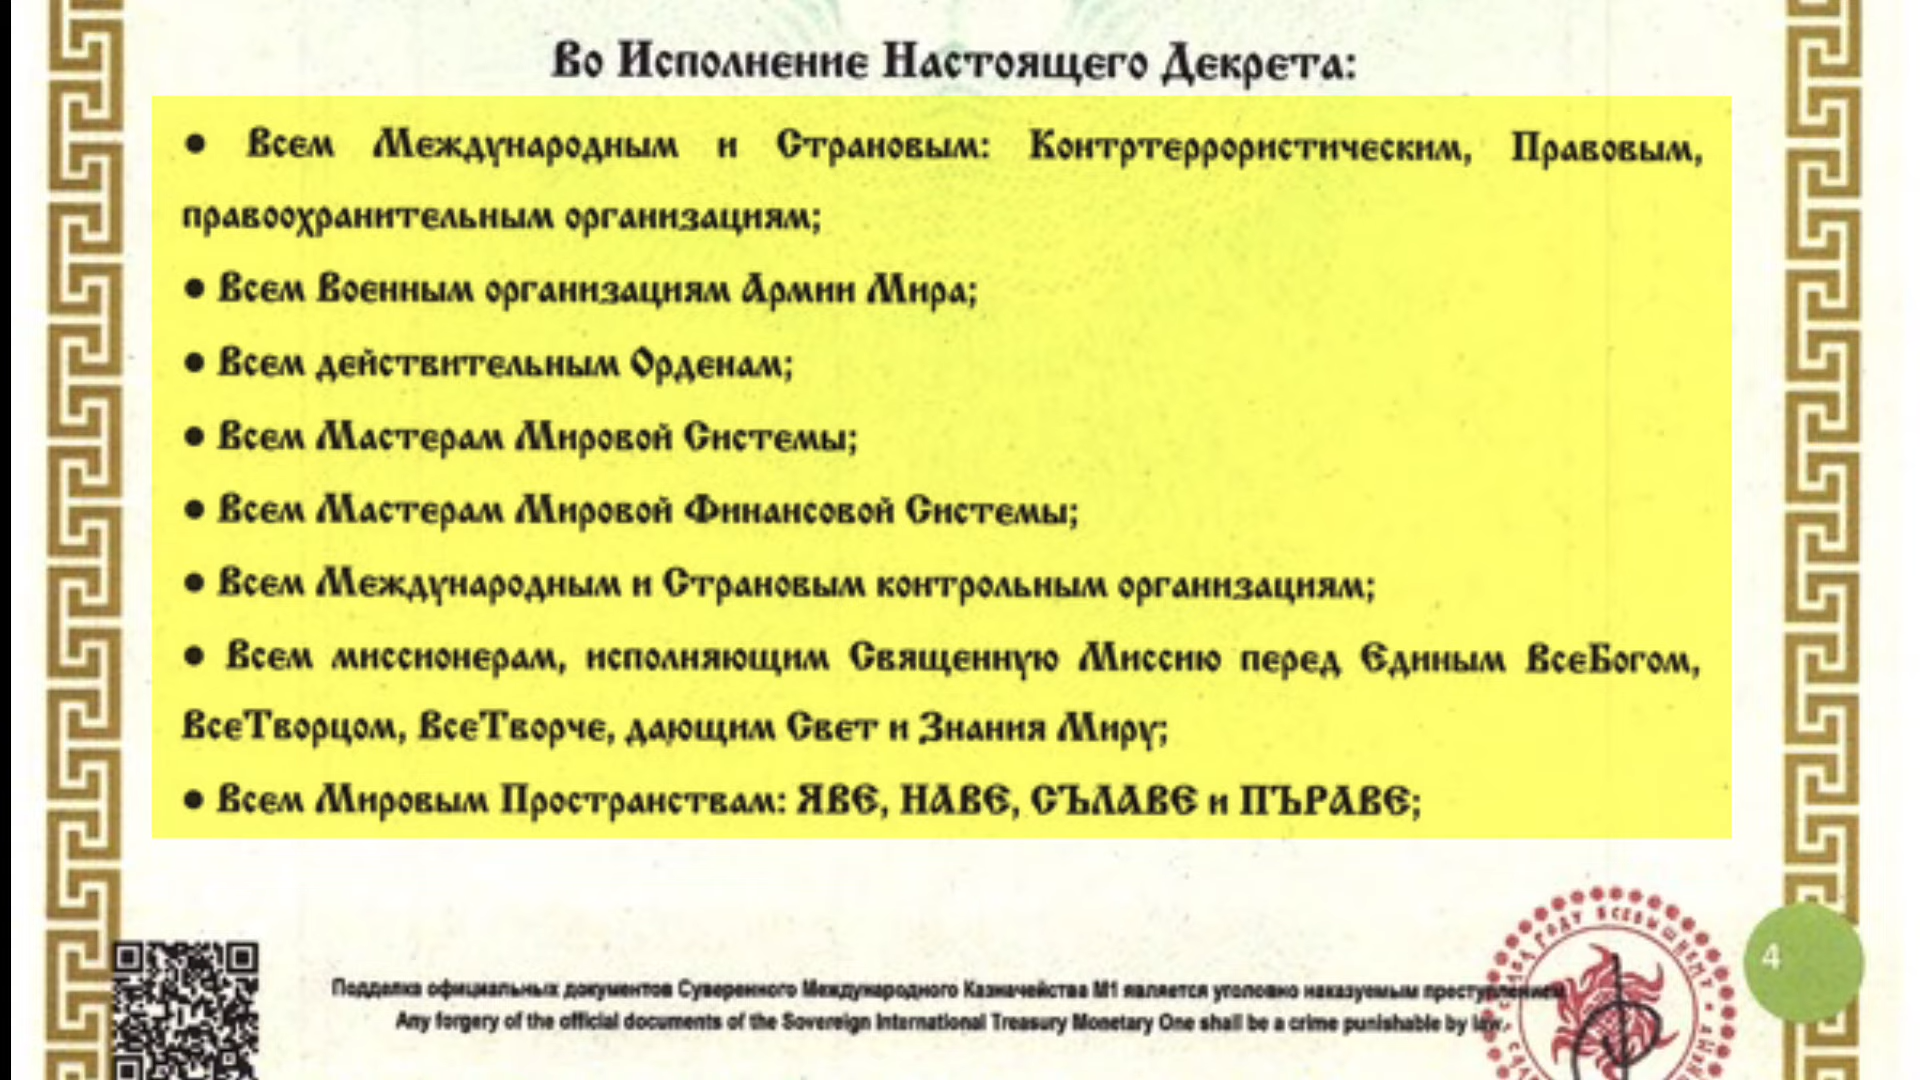 Во Исполнение Настоящего Декрета:
● Всем Международным и Страновым: Контртеррористическим, Правовым,
правоохранительным организациям;
● Всем Военным организациям Армии Мира;
● Всем действительным Орденам;
● Всем Мастерам Мировой Системы;
● Всем Мастерам Мировой Финансовой Системы;
● Всем Международным и Страновым контрольным организациям;
● Всем миссионерам, исполняющим Священную Миссию перед Единым ВсеБогом,
ВсеТворцом, ВсеТворче, дающим Свет и Знания Миру;
● Всем Мировым Пространствам: ЯВЕ, НАВЕ, СЪЛАВЕ и ПЪРАВЕ;
Подделка официальных документов Суверенного Международного Казначейства М1 является уголовно наказуемым преступлением
Any forgery of the official documents of the Sovereign International Treasury Monetary One shall be a crime punishable by law.
РОДУ ВСЕВЫШНЕМУ
4